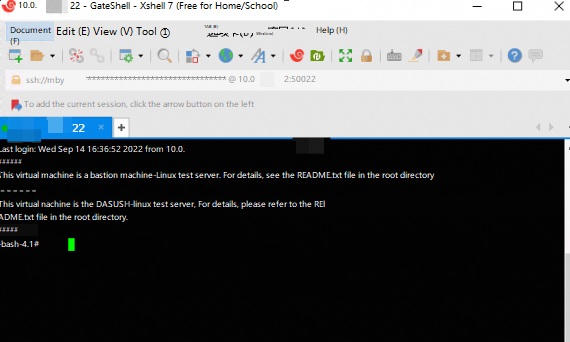 10.0. 22 - GateShell - Xshell 7 (Free for Home/School)
Document (F) Edit (E) View (V) Tool Help (H)
ssh://mby ************************************ @ 10.0 2:50022
To add the current session, click the arrow button on the left
22 × +
Last login: Wed Sep 14 16:36:52 2022 from 10.0.
######
This virtual machine is a bastion machine-Linux test server. For details, see the README.txt file in the root directory
------
This virtual nachine is the DASUSH-linux test server, For details, please refer to the REI
ADME.txt file in the root directory.
#####
-bash-4.1#